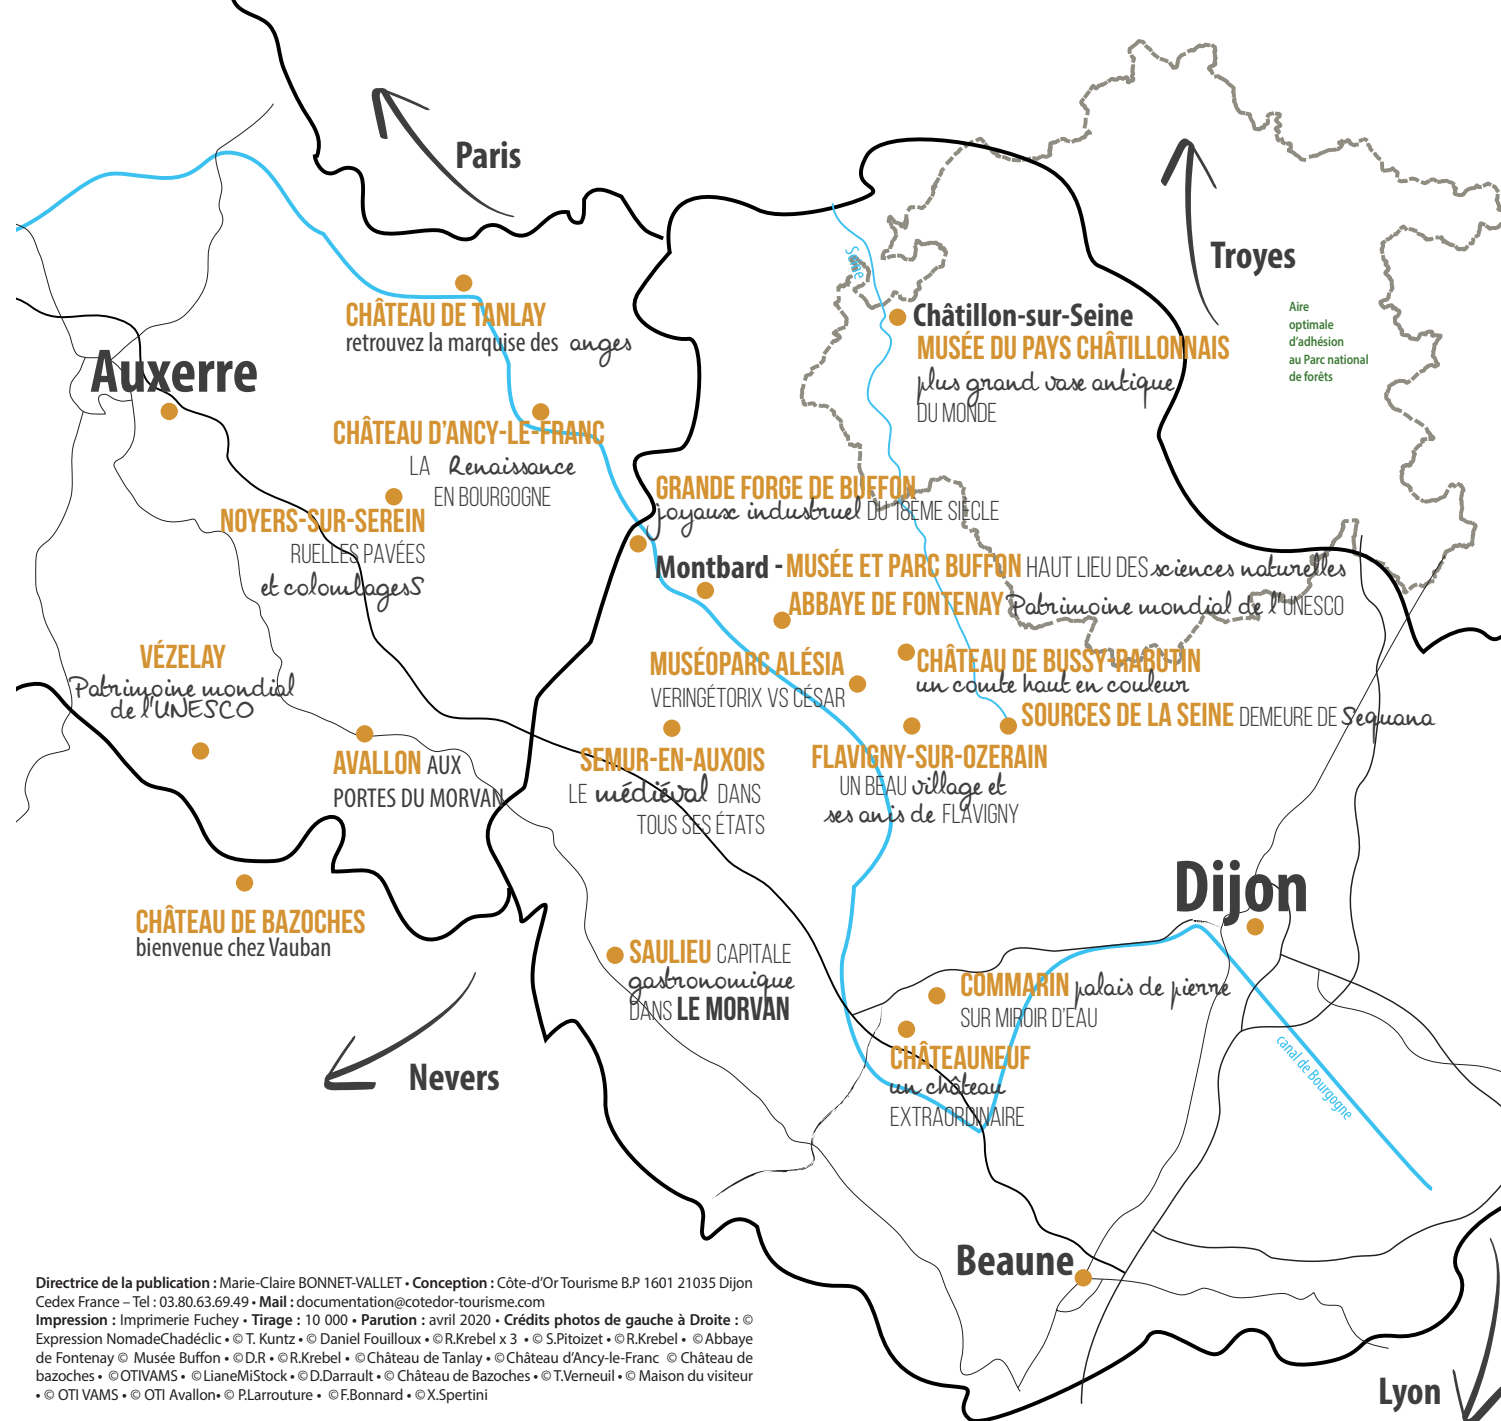 Paris
Troyes
Seine
Aire
optimale
d'adhésion
au Parc national
de forêts
CHÂTEAU DE TANLAY
retrouvez la marquise des anges
Châtillon-sur-Seine
MUSÉE DU PAYS CHÂTILLONNAIS
plus grand vase antique
DU MONDE
Auxerre
CHÂTEAU D'ANCY-LE-FRANC
LA Renaissance
EN BOURGOGNE
NOYERS-SUR-SEREIN
RUELLES PAVÉES
et colombages
GRANDE FORGE DE BUFFON
joyaux industriuel DU 18EME SIÈCLE
Montbard - MUSÉE ET PARC BUFFON HAUT LIEU DES sciences naturelles
ABBAYE DE FONTENAY Patrimoine mondial de l'UNESCO
VÉZELAY
Patrimoine mondial
de l'UNESCO
MUSÉOPARC ALÉSIA
VERINGÉTORIX VS CÉSAR
CHÂTEAU DE BUSSY-RABUTIN
un comte haut en couleur
SOURCES DE LA SEINE DEMEURE DE Sequana
AVALLON AUX
PORTES DU MORVAN
SEMUR-EN-AUXOIS
LE médiéval DANS
TOUS SES ÉTATS
FLAVIGNY-SUR-OZERAIN
UN BEAU village et
ses anis de FLAVIGNY
Dijon
CHÂTEAU DE BAZOCHES
bienvenue chez Vauban
SAULIEU CAPITALE
gastronomique
DANS LE MORVAN
COMMARIN palais de pierre
SUR MIROIR D'EAU
CHÂTEAUNEUF
un château
EXTRAORDINAIRE
canal de Bourgogne
Nevers
Beaune
Lyon
Directrice de la publication : Marie-Claire BONNET-VALLET • Conception : Côte-d'Or Tourisme B.P 1601 21035 Dijon
Cedex France – Tel : 03.80.63.69.49 • Mail : documentation@cotedor-tourisme.com
Impression : Imprimerie Fuchey • Tirage : 10 000 • Parution : avril 2020 • Crédits photos de gauche à Droite : ©
Expression NomadeChadéclic • © T. Kuntz • © Daniel Fouilloux • © R.Krebel x 3 • © S.Pitoizet • © R.Krebel • © Abbaye
de Fontenay © Musée Buffon • © D.R • © R.Krebel • © Château de Tanlay • © Château d'Ancy-le-Franc © Château de
bazoches • © OTIVAMS • © LianeMiStock • © D.Darrault • © Château de Bazoches • © T.Verneuil • © Maison du visiteur
• © OTI VAMS • © OTI Avallon• © P.Larrouture • © F.Bonnard • © X.Spertini